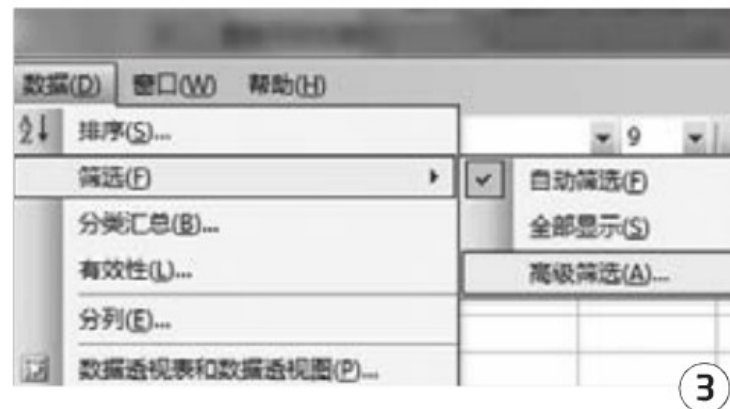 数据(D) 窗口(W) 帮助(H)
排序(S)...
9
筛选(F)
自动筛选(F)
分类汇总(B)...
全部显示(S)
有效性(L)...
高级筛选(A)...
分列(E)...
数据透视表和数据透视图(P)...
3